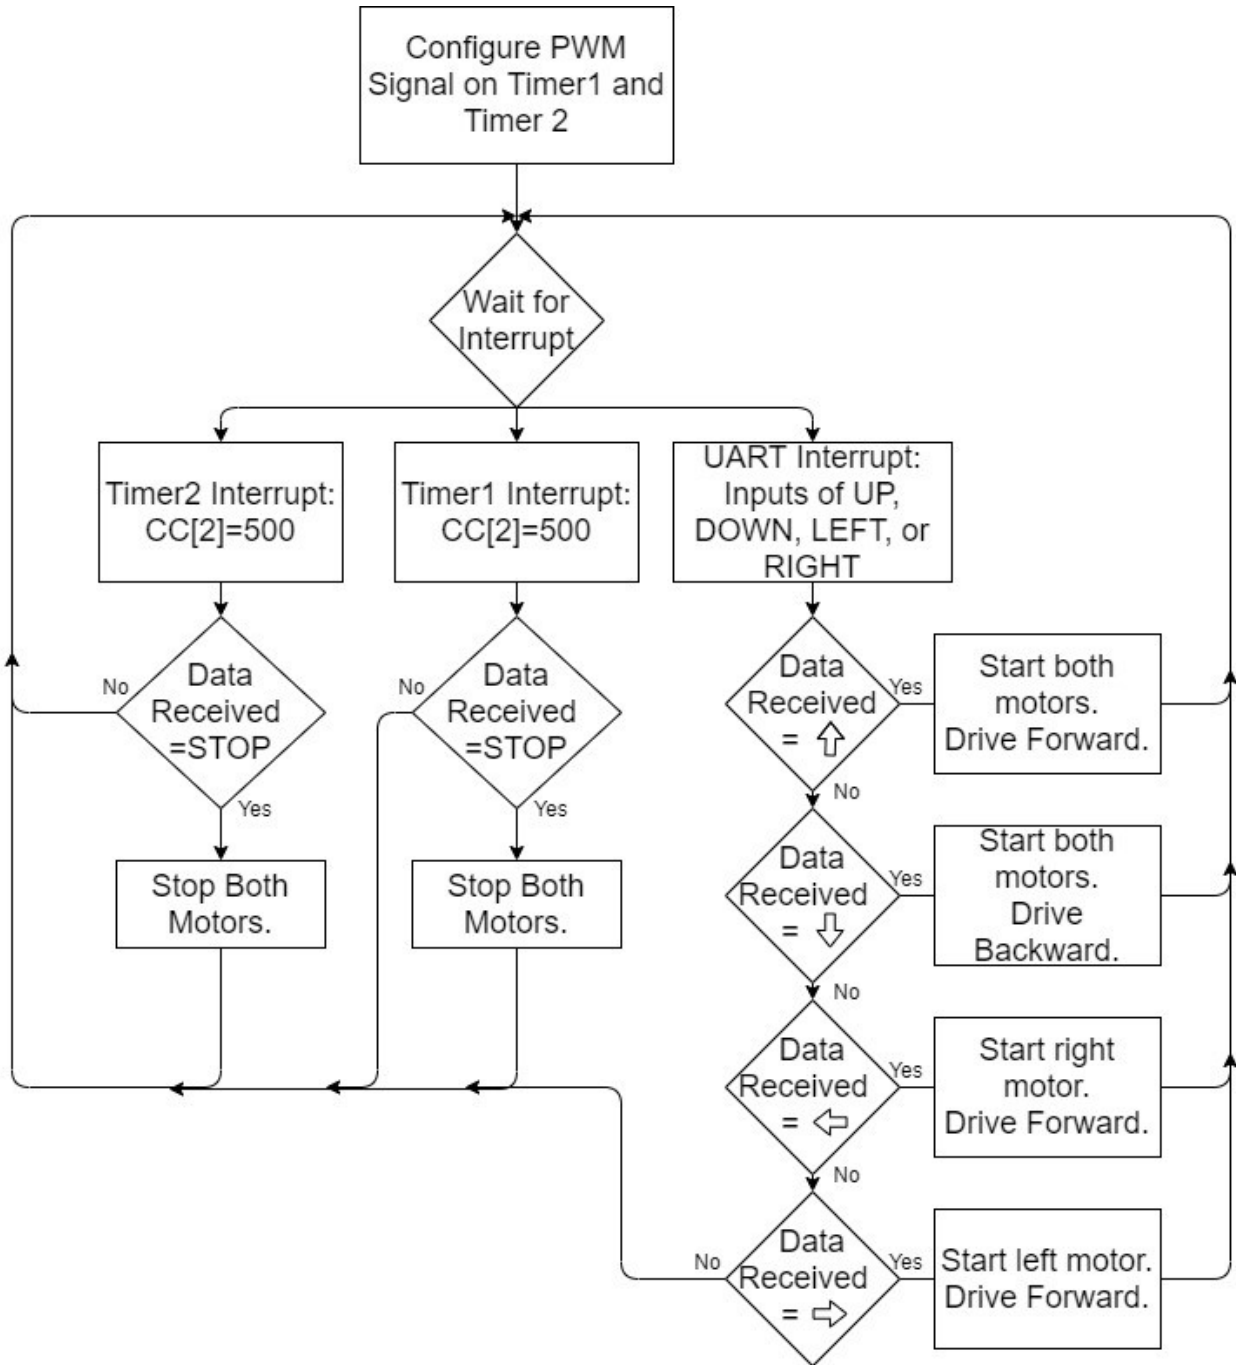 Configure PWM
Signal on Timer1 and
Timer 2
Wait for
Interrupt
Timer2 Interrupt:
CC[2]=500
Timer1 Interrupt:
CC[2]=500
UART Interrupt:
Inputs of UP,
DOWN, LEFT, or
RIGHT
No
Data
Received
=STOP
Yes
Stop Both
Motors.
No
Data
Received
=STOP
Yes
Stop Both
Motors.
Data
Received
= ⇧
Yes
Start both
motors.
Drive Forward.
No
Data
Received
= ⇩
Yes
Start both
motors.
Drive
Backward.
No
Data
Received
= ⇦
Yes
Start right
motor.
Drive Forward.
No
No
Data
Received
= ⇨
Yes
Start left motor.
Drive Forward.